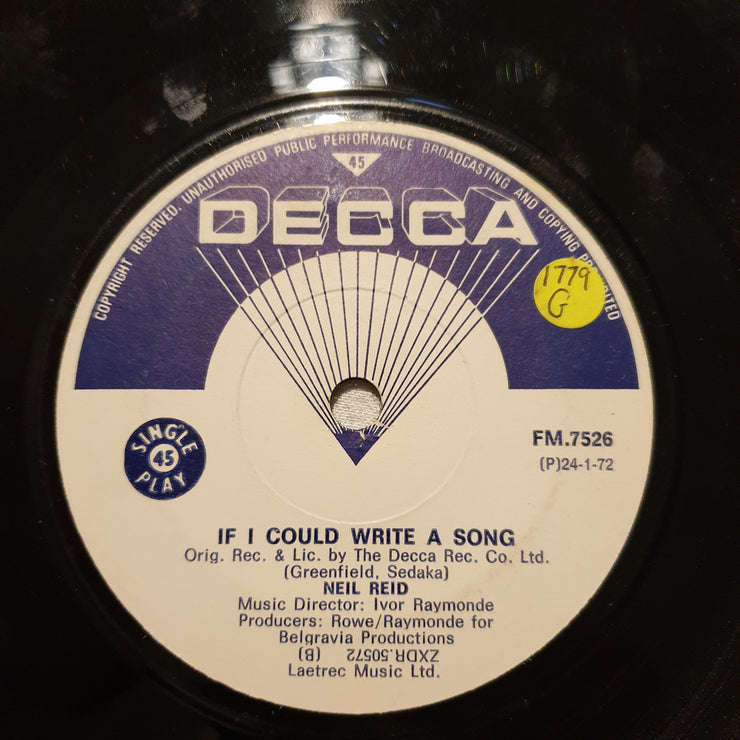 COPYRIGHT RESERVED. UNAUTHORISED PUBLIC PERFORMANCE BROADCASTING AND COPYING PROHIBITED
45
DECCA
1779
G
SINGLE
45
PLAY
FM.7526
(P)24-1-72
IF I COULD WRITE A SONG
Orig. Rec. & Lic. by The Decca Rec. Co. Ltd.
(Greenfield, Sedaka)
NEIL REID
Music Director: Ivor Raymonde
Producers: Rowe/Raymonde for
Belgravia Productions
ZXDR.50572 (B)
Laetrec Music Ltd.